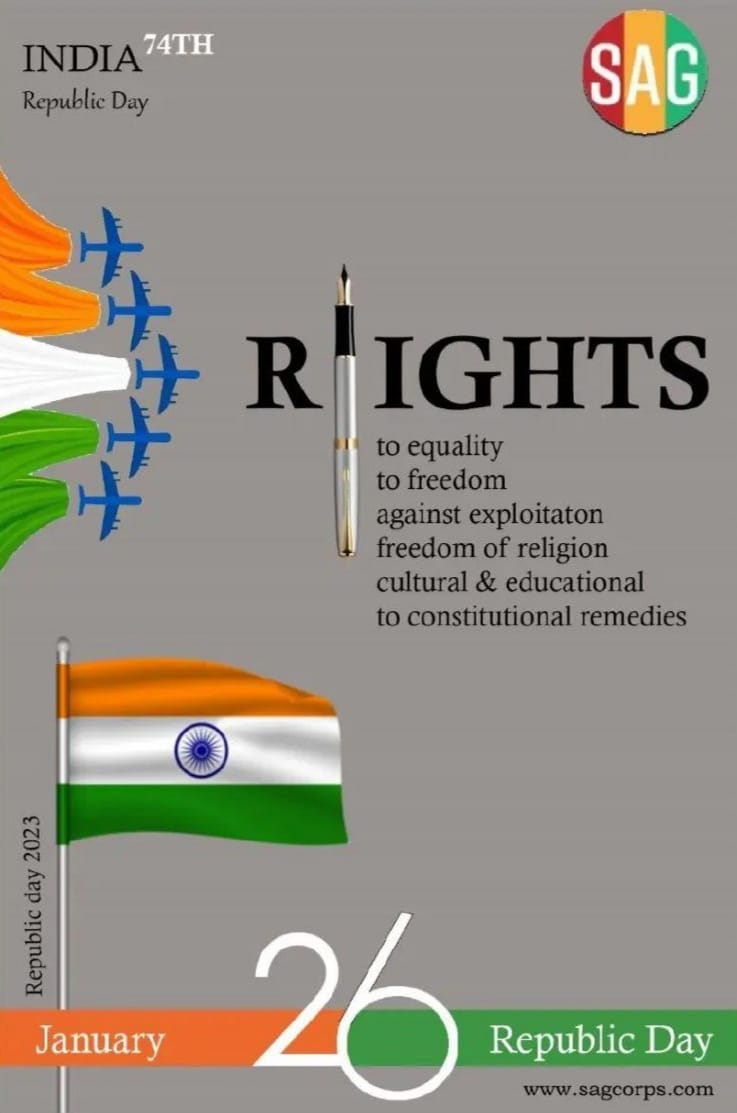 INDIA 74TH
Republic Day
SAG
RIGHTS
to equality
to freedom
against exploitaton
freedom of religion
cultural & educational
to constitutional remedies
Republic day 2023
January 26 Republic Day
www.sagcorps.com